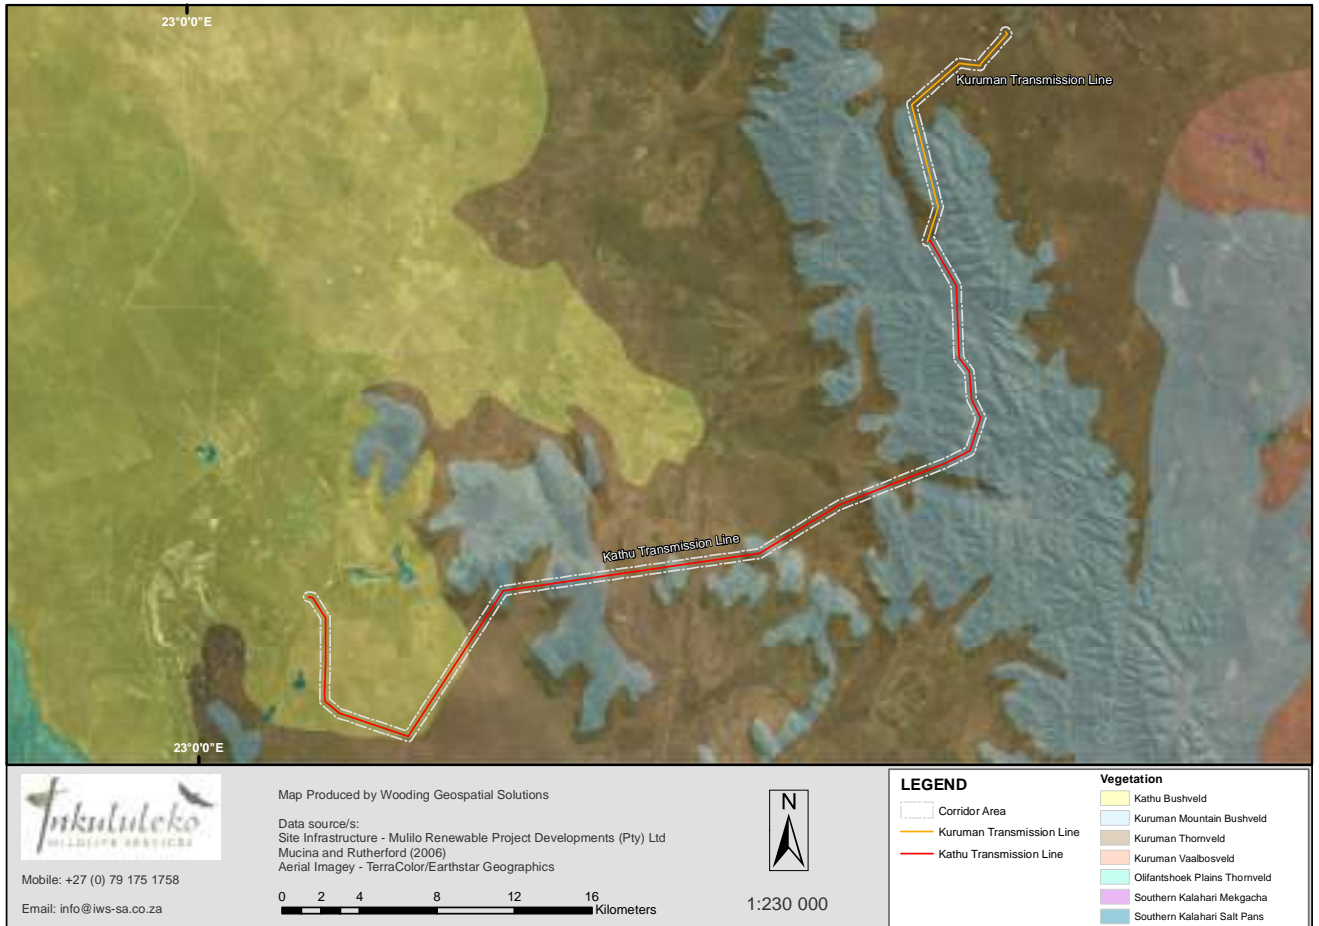 23°0'0"E
Kuruman Transmission Line
Kathu Transmission Line
23°0'0"E
Inkululeko
WILDLIFE SERVICES
Mobile: +27 (0) 79 175 1758
Email: info@iws-sa.co.za
Map Produced by Wooding Geospatial Solutions
Data source/s:
Site Infrastructure - Mulilo Renewable Project Developments (Pty) Ltd
Mucina and Rutherford (2006)
Aerial Imagey - TerraColor/Earthstar Geographics
0 2 4 8 12 16
Kilometers
N
1:230 000
LEGEND
Corridor Area
Kuruman Transmission Line
Kathu Transmission Line
Vegetation
Kathu Bushveld
Kuruman Mountain Bushveld
Kuruman Thornveld
Kuruman Vaalbosveld
Olifantshoek Plains Thornveld
Southern Kalahari Mekgacha
Southern Kalahari Salt Pans